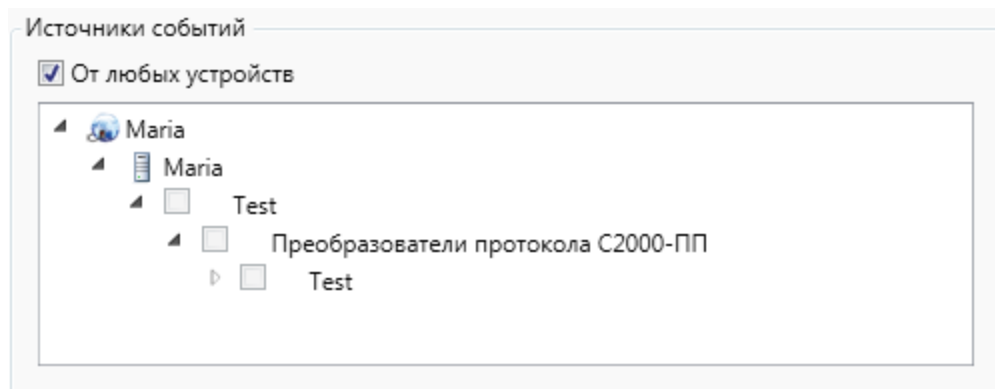 Источники событий
От любых устройств
Maria
Maria
Test
Преобразователи протокола С2000-ПП
Test